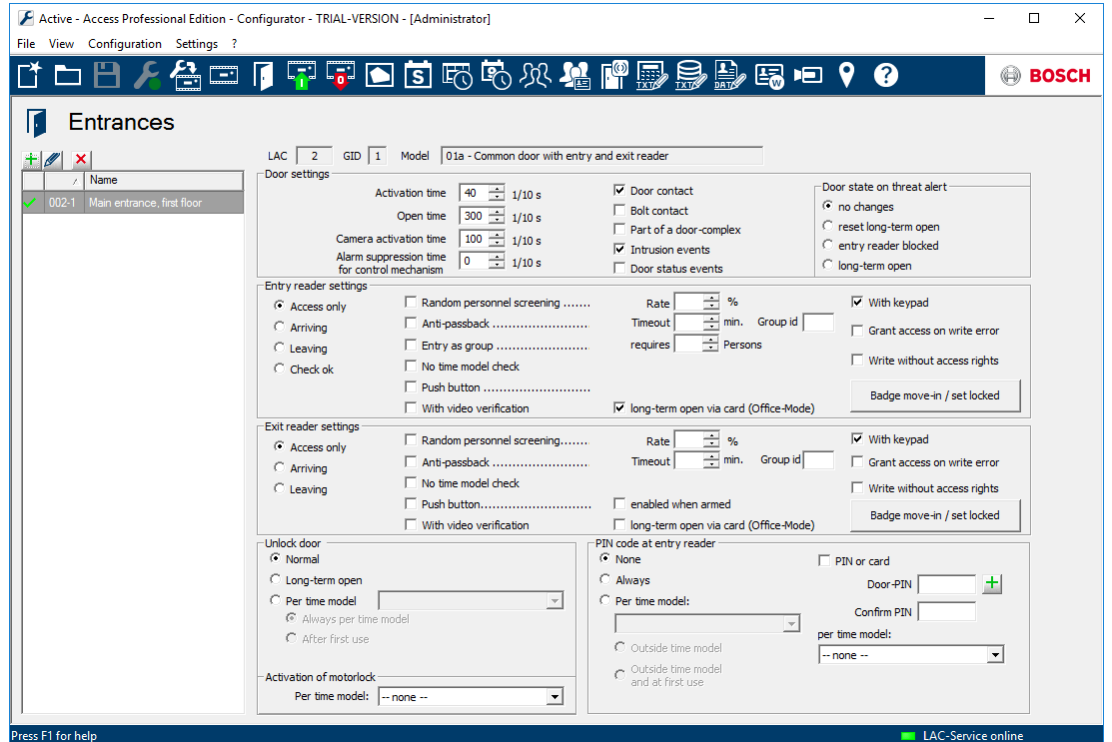 Active - Access Professional Edition - Configurator - TRIAL-VERSION - [Administrator]
File View Configuration Settings ?
S TXT TXT DATA W ? BOSCH
Entrances
LAC 2 GID 1 Model 01a - Common door with entry and exit reader
/ Name
002-1 Main entrance, first floor
Door settings
Activation time 40 1/10 s
Open time 300 1/10 s
Camera activation time 100 1/10 s
Alarm suppression time
for control mechanism 0 1/10 s
Door contact
Bolt contact
Part of a door-complex
Intrusion events
Door status events
Door state on threat alert
no changes
reset long-term open
entry reader blocked
long-term open
Entry reader settings
Access only
Arriving
Leaving
Check ok
Random personnel screening ....... Rate %
Anti-passback ........................ Timeout min. Group id
Entry as group ....................... requires Persons
No time model check
Push button ..........................
With video verification
long-term open via card (Office-Mode)
With keypad
Grant access on write error
Write without access rights
Badge move-in / set locked
Exit reader settings
Access only
Arriving
Leaving
Random personnel screening....... Rate %
Anti-passback ........................ Timeout min. Group id
No time model check
Push button........................... enabled when armed
With video verification long-term open via card (Office-Mode)
With keypad
Grant access on write error
Write without access rights
Badge move-in / set locked
Unlock door
Normal
Long-term open
Per time model
Always per time model
After first use
Activation of motorlock
Per time model: -- none --
PIN code at entry reader
None
Always
Per time model:
Outside time model
Outside time model
and at first use
PIN or card
Door-PIN
Confirm PIN
per time model:
-- none --
Press F1 for help LAC-Service online